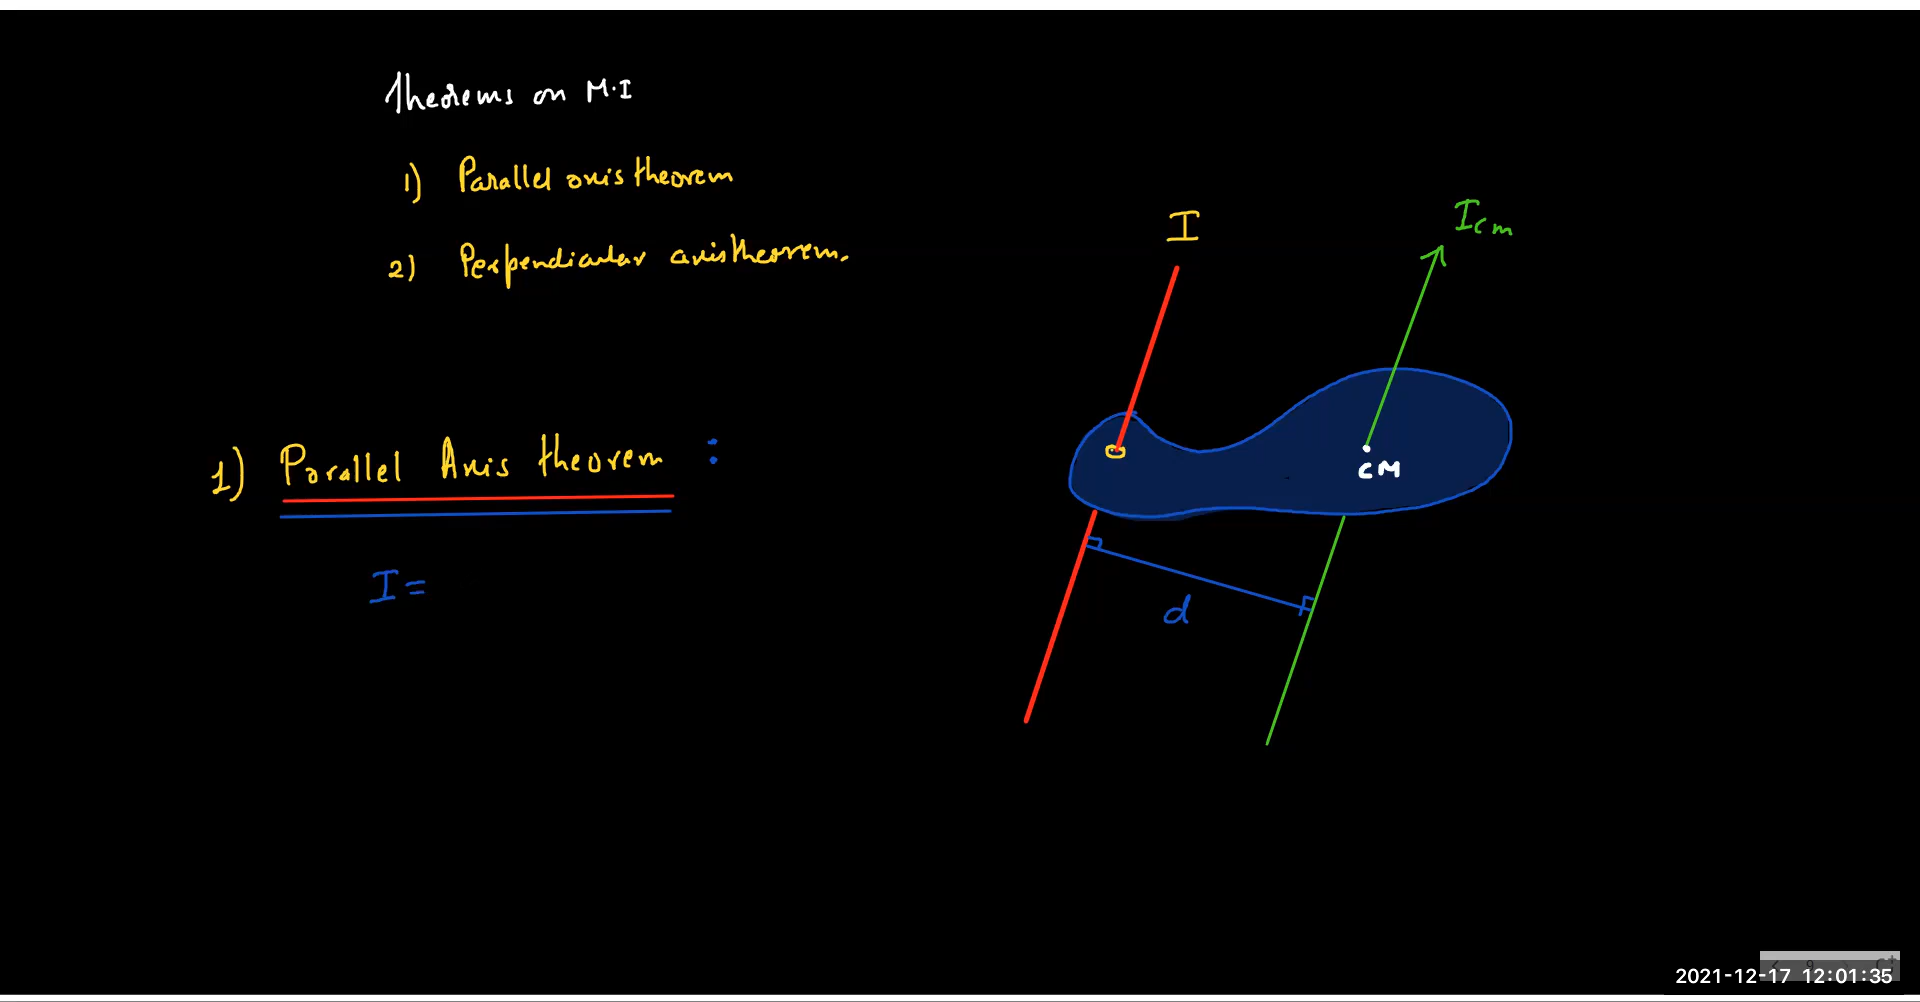 Theorems on M.I
1) Parallel axis theorem
2) Perpendicular axis theorem.
I
Icm
1) Parallel Axis theorem :
CM
I =
d
2021-12-17 12:01:35